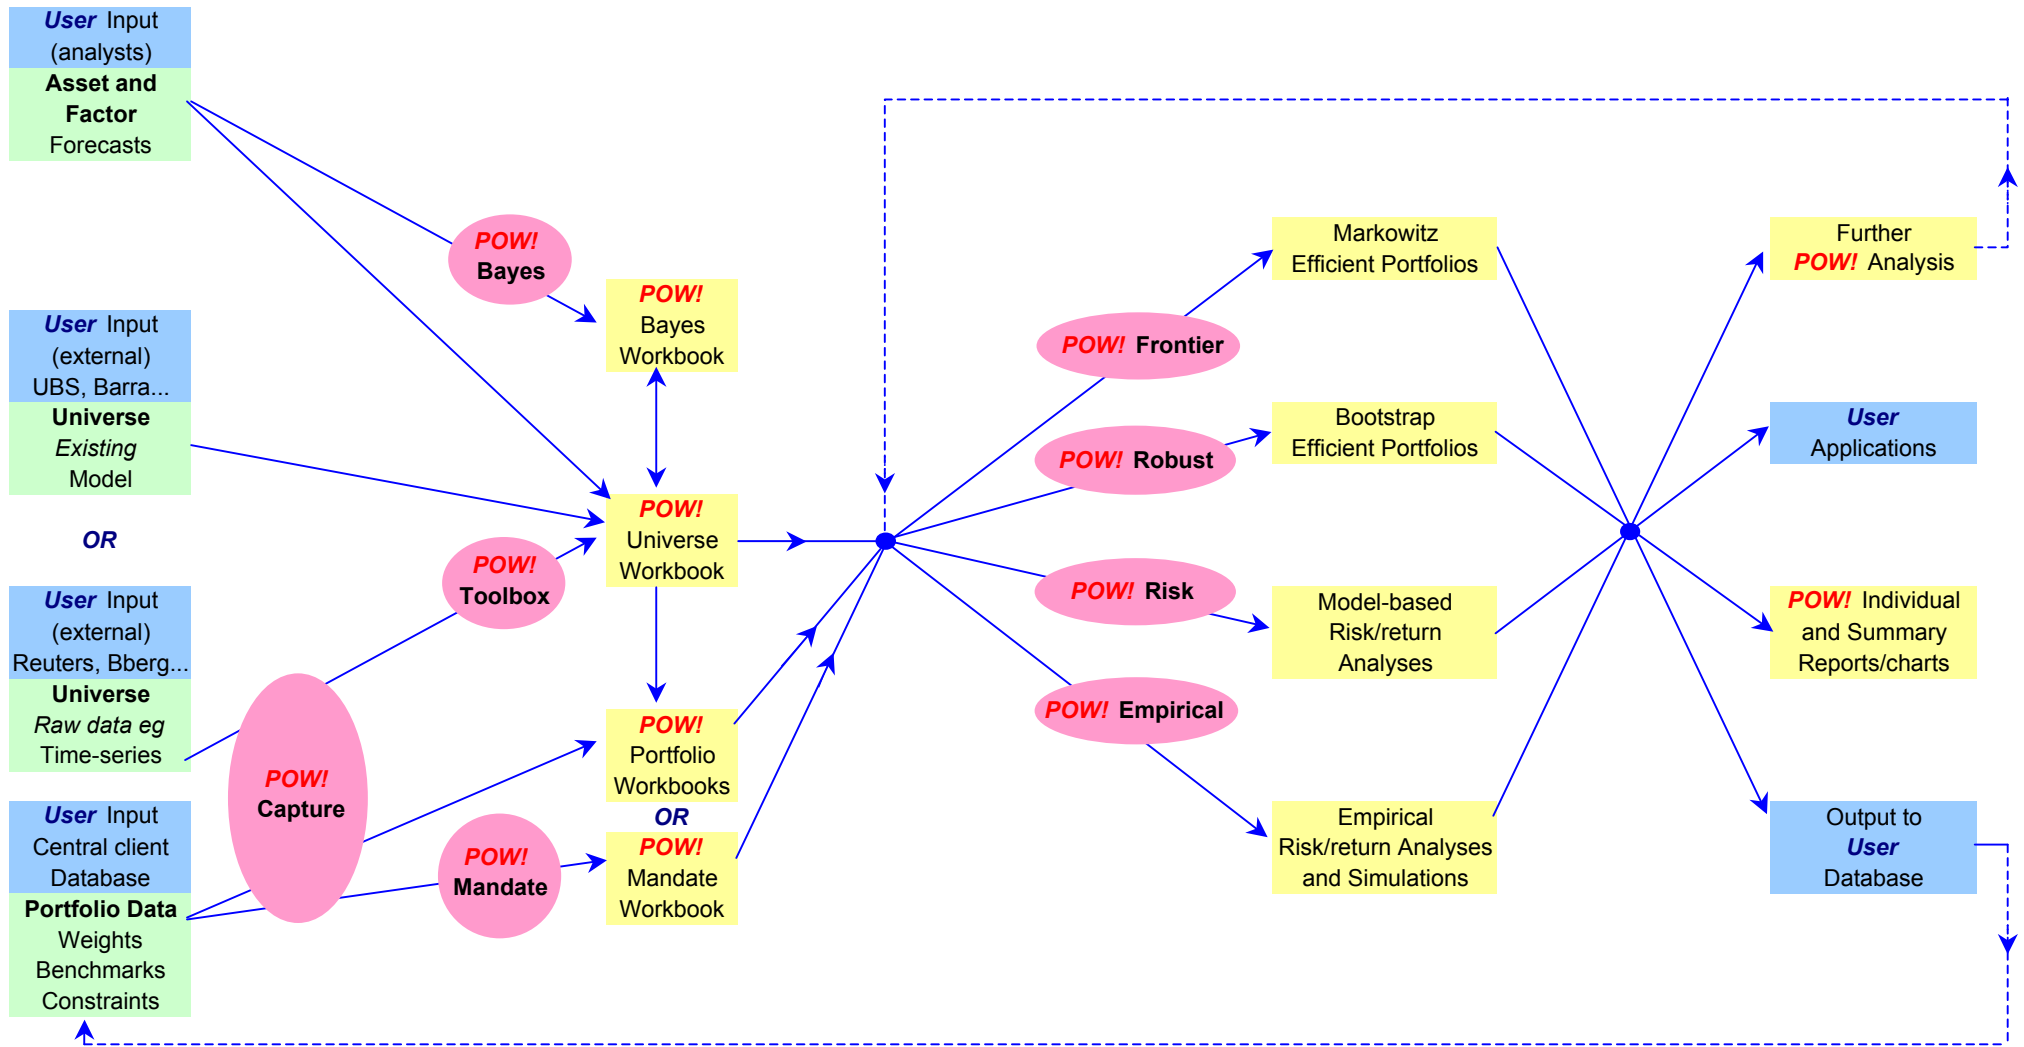 User Input
(analysts)
Asset and
Factor
Forecasts
User Input
(external)
UBS, Barra...
Universe
Existing
Model
OR
User Input
(external)
Reuters, Bberg...
Universe
Raw data eg
Time-series
User Input
Central client
Database
Portfolio Data
Weights
Benchmarks
Constraints
POW!
Capture
POW!
Bayes
POW!
Toolbox
POW!
Mandate
POW!
Bayes
Workbook
POW!
Universe
Workbook
POW!
Portfolio
Workbooks
OR
POW!
Mandate
Workbook
POW! Frontier
POW! Robust
POW! Risk
POW! Empirical
Markowitz
Efficient Portfolios
Bootstrap
Efficient Portfolios
Model-based
Risk/return
Analyses
Empirical
Risk/return Analyses
and Simulations
Further
POW! Analysis
User
Applications
POW! Individual
and Summary
Reports/charts
Output to
User
Database